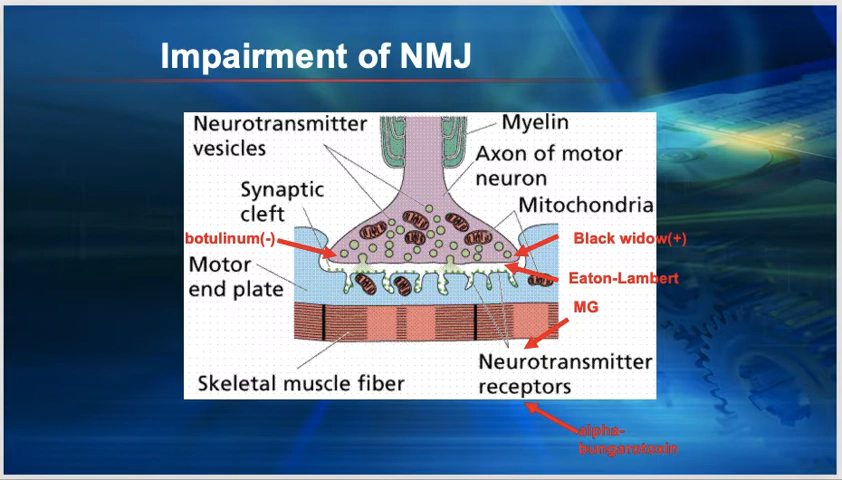 Impairment of NMJ
Neurotransmitter
vesicles
Myelin
Axon of motor
neuron
Synaptic
cleft
Mitochondria
botulinum(-)
Black widow(+)
Motor
end plate
Eaton-Lambert
MG
Neurotransmitter
receptors
Skeletal muscle fiber
alpha-
bungarotoxin